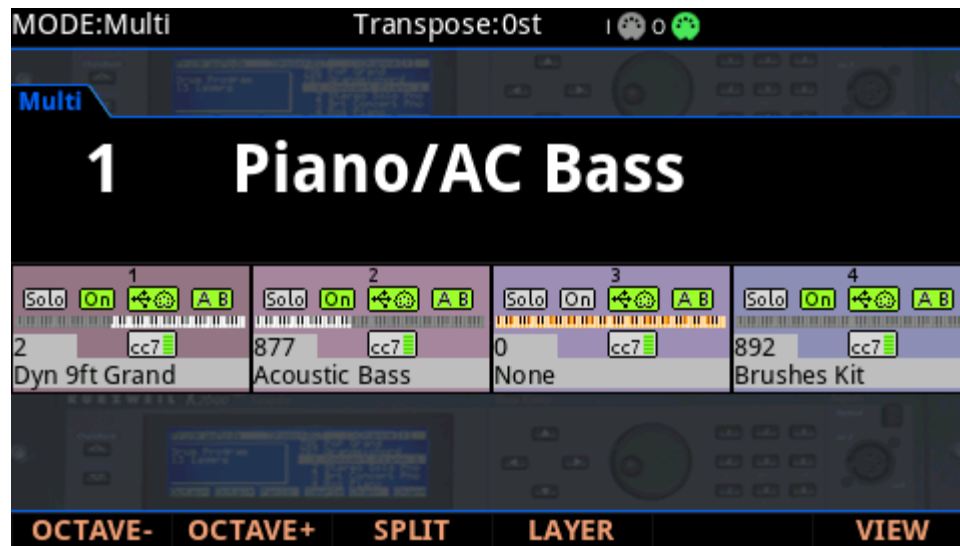 MODE:Multi Transpose:0st I O
Multi
1 Piano/AC Bass
1 2 3 4
Solo On A B Solo On A B Solo On A B Solo On A B
cc7 cc7 cc7 cc7
2 877 0 892
Dyn 9ft Grand Acoustic Bass None Brushes Kit
KURZWEIL K2500
OCTAVE- OCTAVE+ SPLIT LAYER VIEW